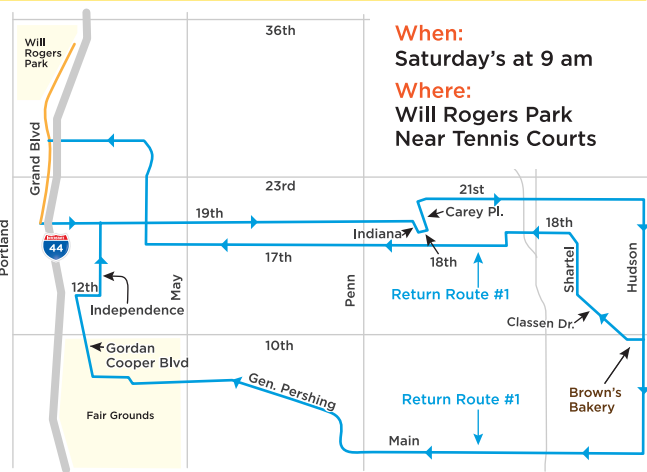 36th
When:
Saturday's at 9 am
Where:
Will Rogers Park
Near Tennis Courts
Will
Rogers
Park
Grand Blvd
23rd
21st
Carey Pl.
19th
Indiana
18th
18th
Portland
INTERSTATE
44
17th
12th
May
Penn
Return Route #1
Shartel
Hudson
Independence
Classen Dr.
10th
Gordan
Cooper Blvd
Gen. Pershing
Brown's
Bakery
Return Route #1
Fair Grounds
Main